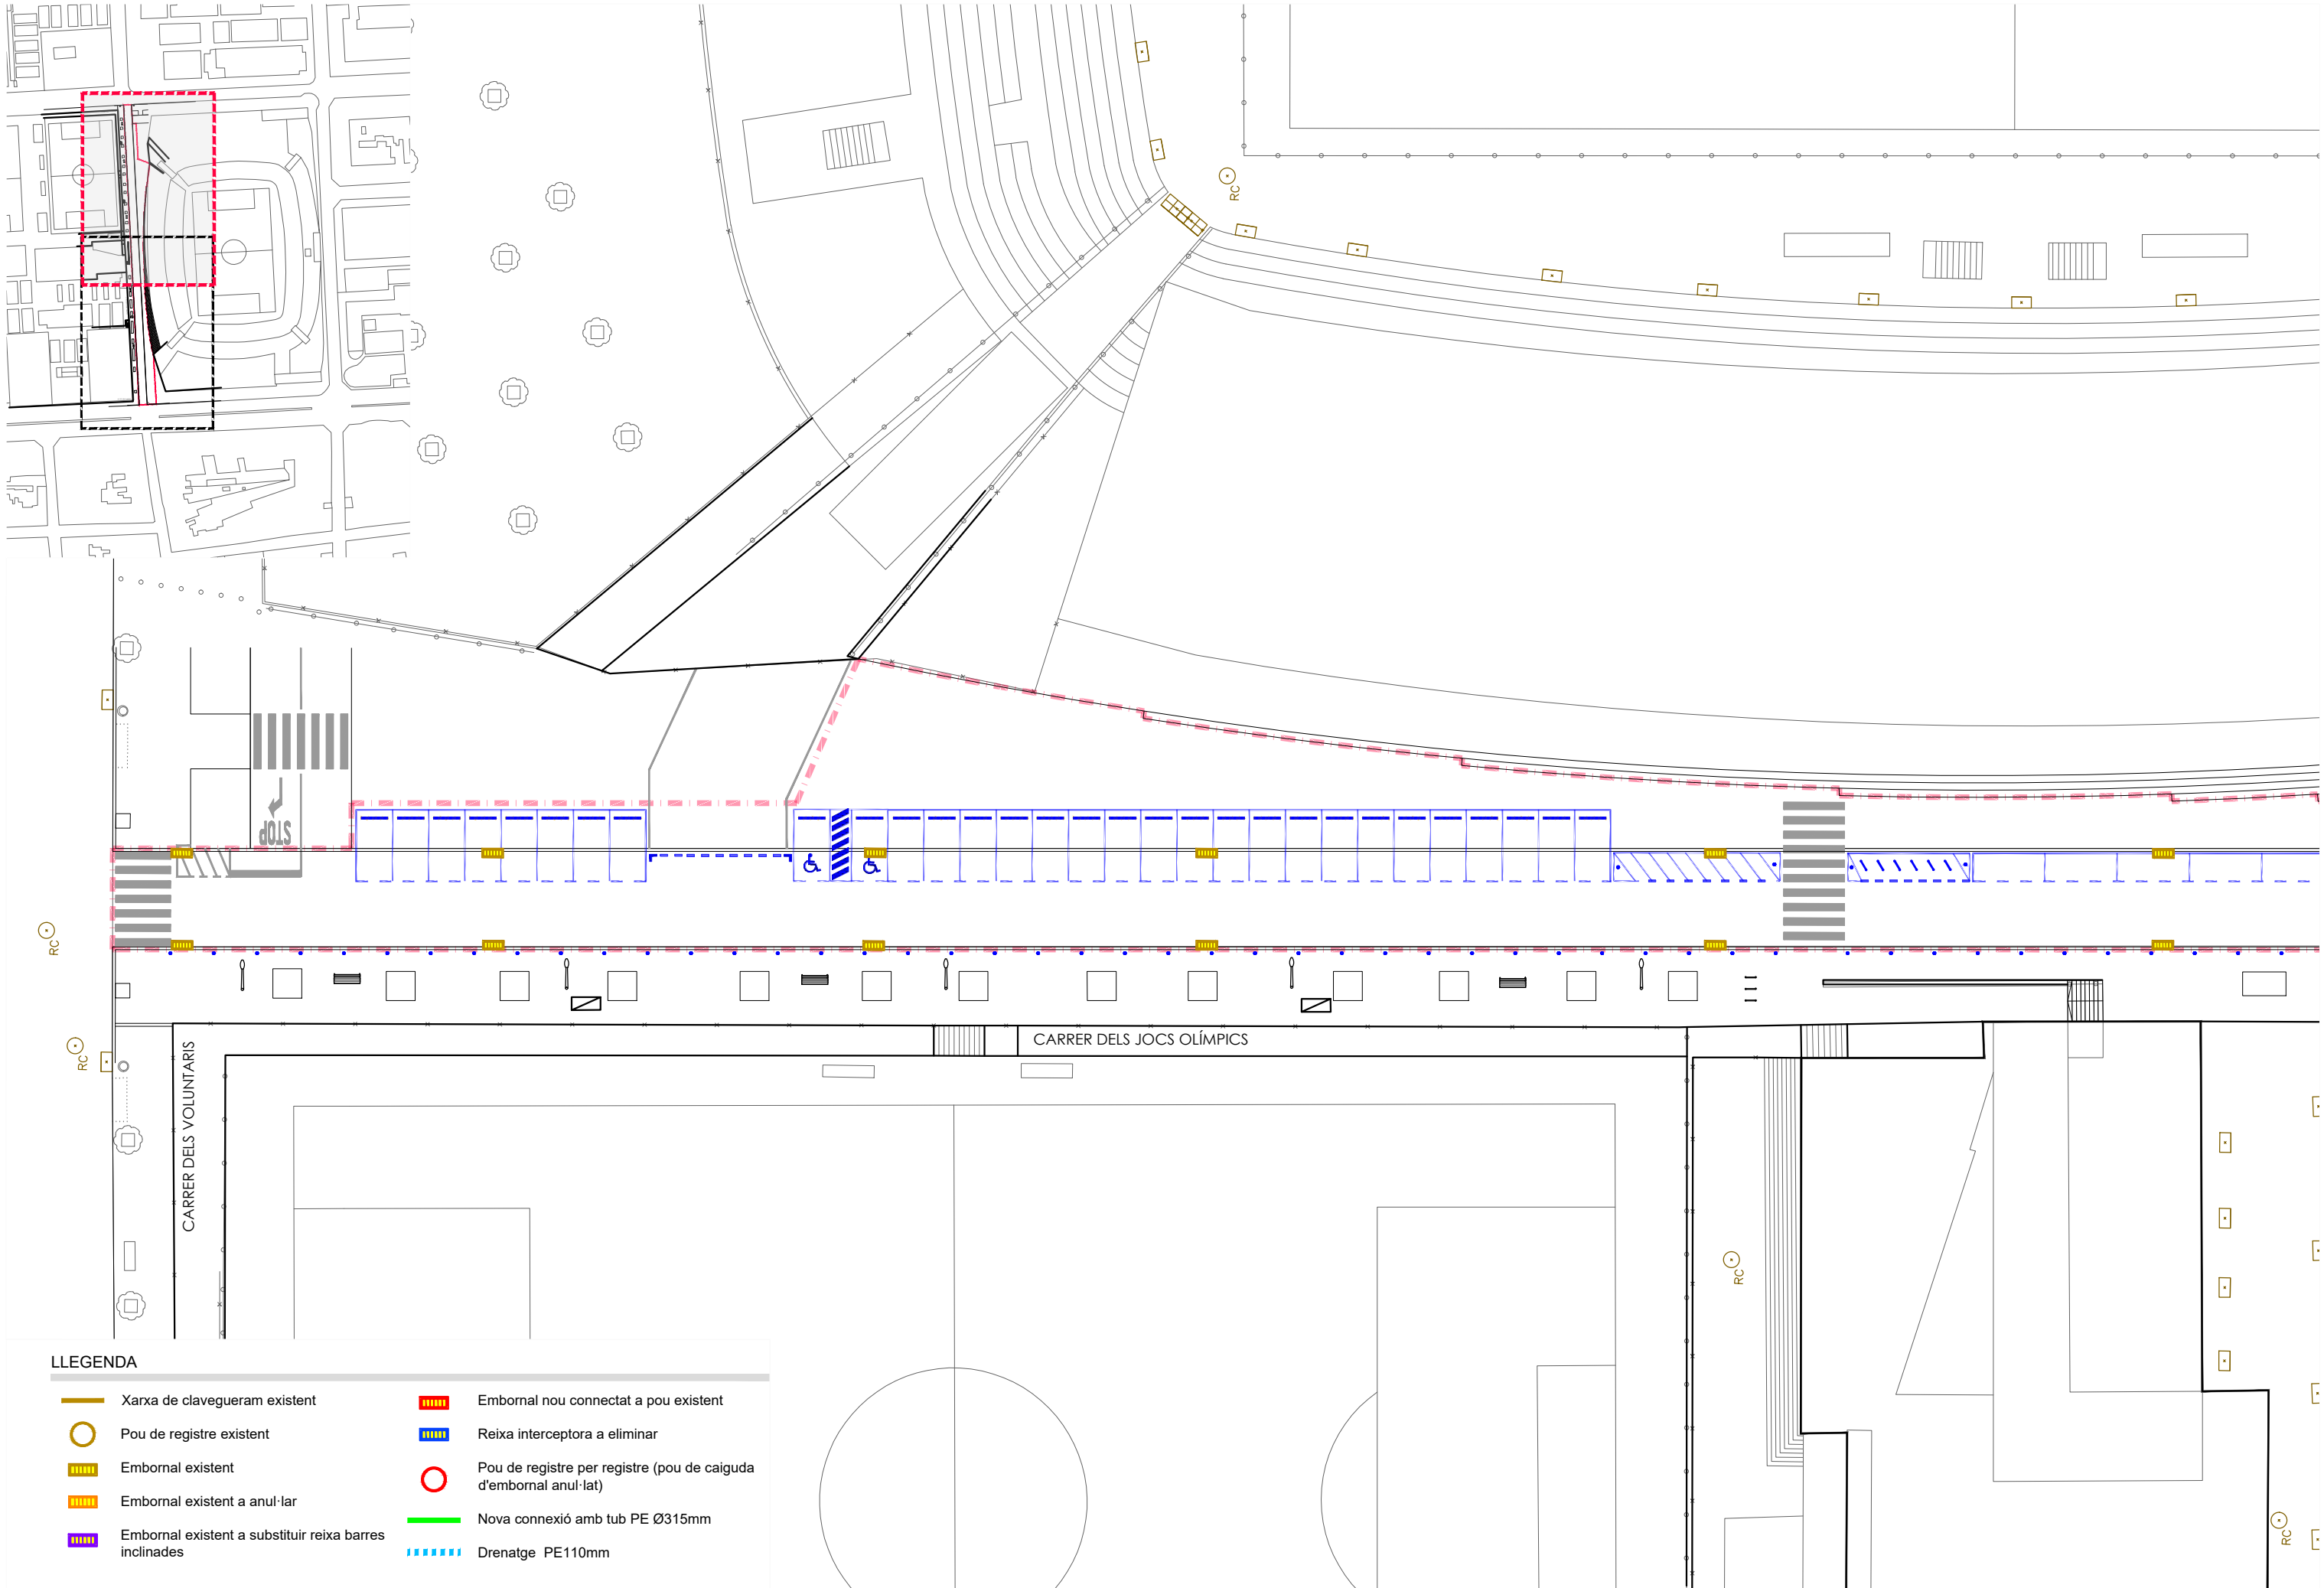 RC
STOP
RC
RC
CARRER DELS JOCS OLÍMPICS
CARRER DELS VOLUNTARIS
RC
RC
LLEGENDA
Xarxa de clavegueram existent
Pou de registre existent
Embornal existent
Embornal existent a anul·lar
Embornal existent a substituir reixa barres
inclinades
Embornal nou connectat a pou existent
Reixa interceptora a eliminar
Pou de registre per registre (pou de caiguda
d'embornal anul·lat)
Nova connexió amb tub PE Ø315mm
Drenatge PE110mm